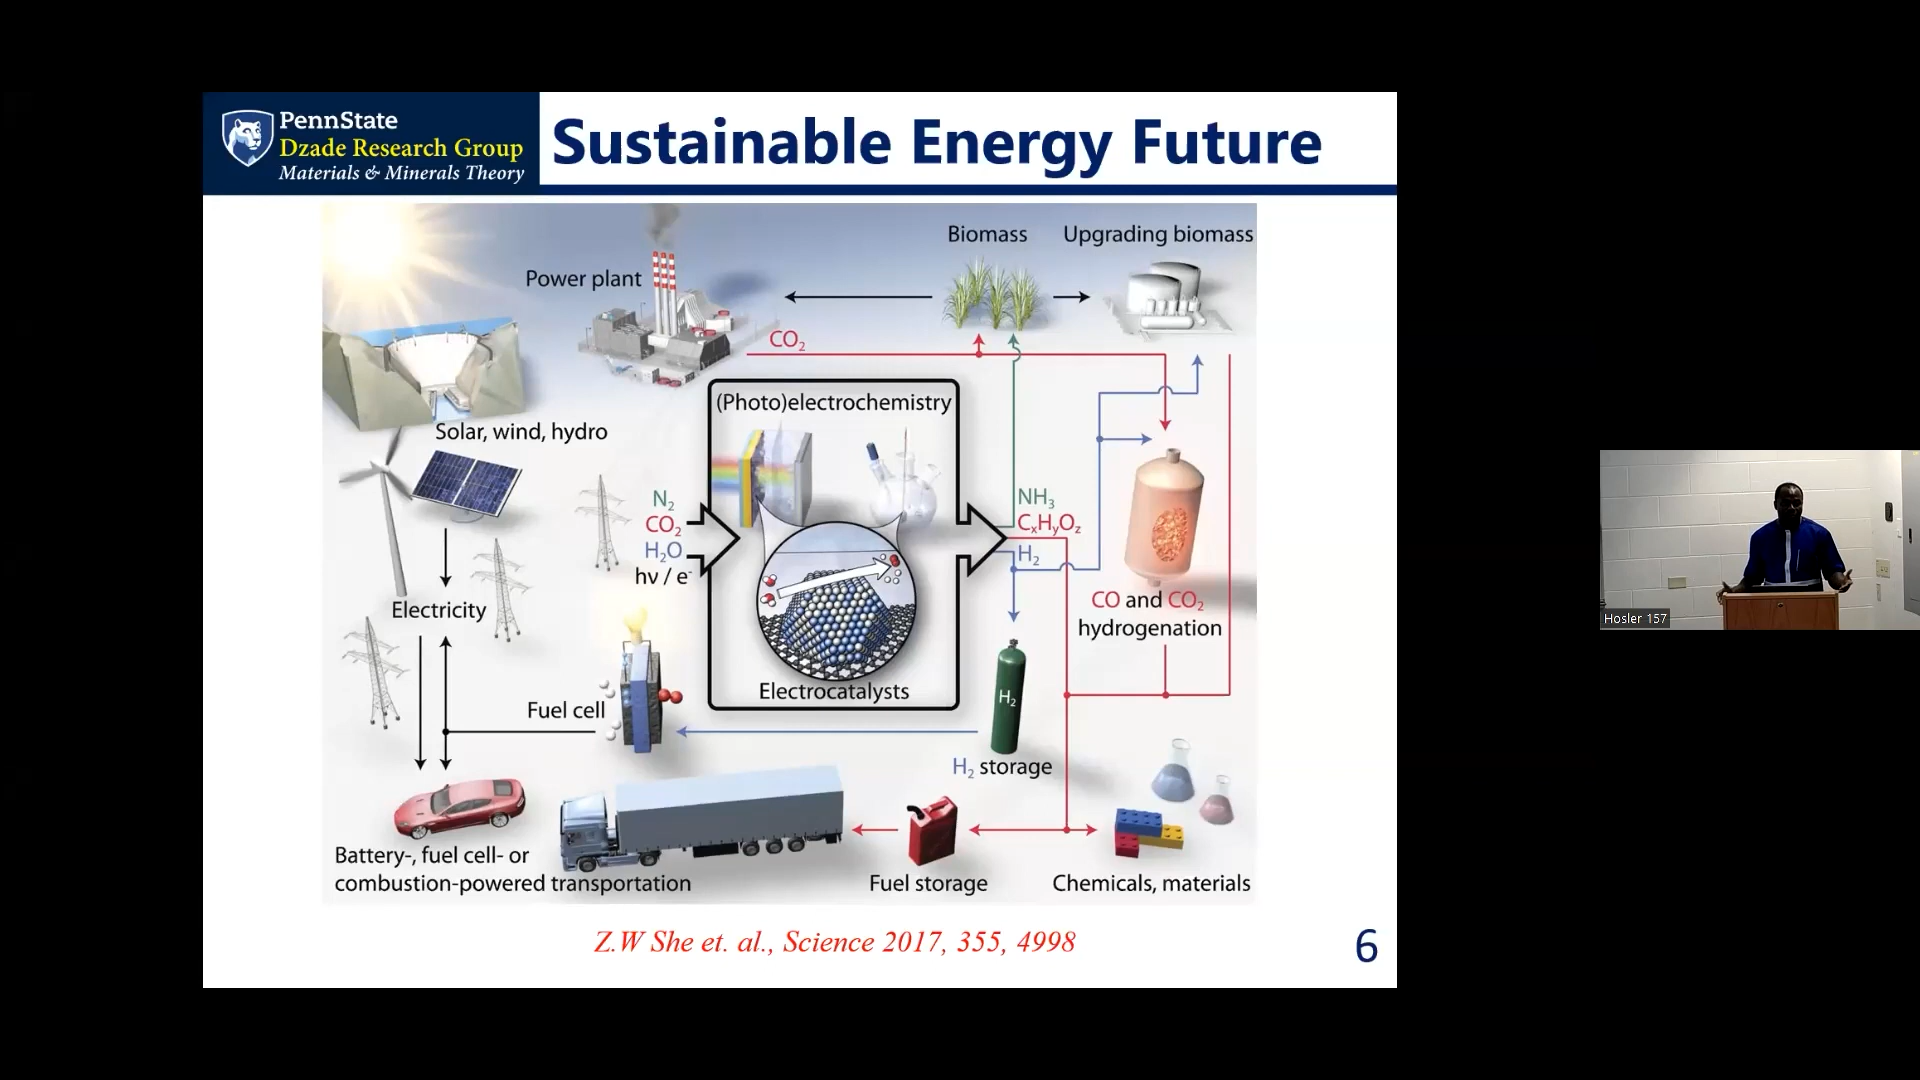 PennState
Dzade Research Group
Materials & Minerals Theory
Sustainable Energy Future
Biomass
Upgrading biomass
Power plant
CO₂
(Photo)electrochemistry
Solar, wind, hydro
N₂
CO₂
H₂O
hν / e⁻
NH₃
CₓHᵧO_z
H₂
Electricity
CO and CO₂
hydrogenation
Electrocatalysts
Fuel cell
H₂
H₂ storage
Battery-, fuel cell- or
combustion-powered transportation
Fuel storage
Chemicals, materials
Z.W She et. al., Science 2017, 355, 4998
6
Hosler 157